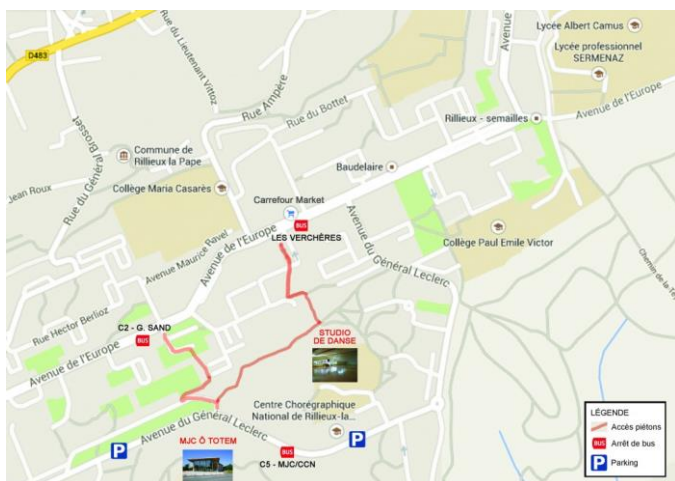 Lycée Albert Camus
Lycée professionnel
SERMENAZ
D483
Rue du Lieutenant Vittoz
Rue Ampère
Avenue
Avenue de l'Europe
Rue du Bottet
Rillieux - semailles
Rue du Général Brosset
Commune de
Rillieux la Pape
Baudelaire
Jean Roux
Collège Maria Casarès
Carrefour Market
BUS
LES VERCHÈRES
Collège Paul Emile Victor
Avenue Maurice Ravel
Avenue de l'Europe
Avenue du Général Leclerc
Chemin de la Te
Rue Hector Berlioz
C2 - G. SAND
BUS
STUDIO
DE DANSE
Avenue de l'Europe
Centre Chorégraphique
National de Rillieux-la...
Avenue du Général Leclerc
P
P
MJC Ô TOTEM
BUS
C5 - MJC/CCN
LÉGENDE
Accès piétons
BUS
Arrêt de bus
P
Parking